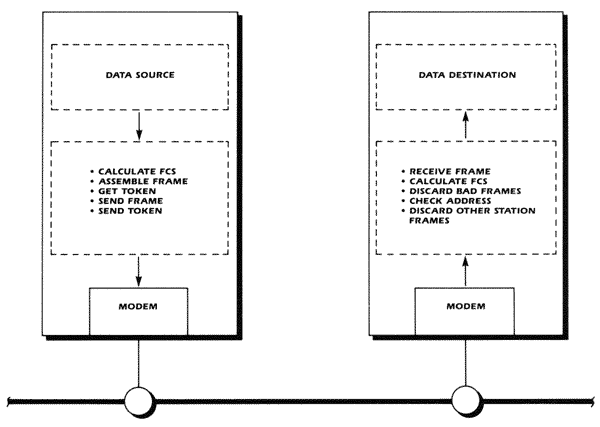 DATA SOURCE
• CALCULATE FCS
• ASSEMBLE FRAME
• GET TOKEN
• SEND FRAME
• SEND TOKEN
MODEM
DATA DESTINATION
• RECEIVE FRAME
• CALCULATE FCS
• DISCARD BAD FRAMES
• CHECK ADDRESS
• DISCARD OTHER STATION
FRAMES
MODEM